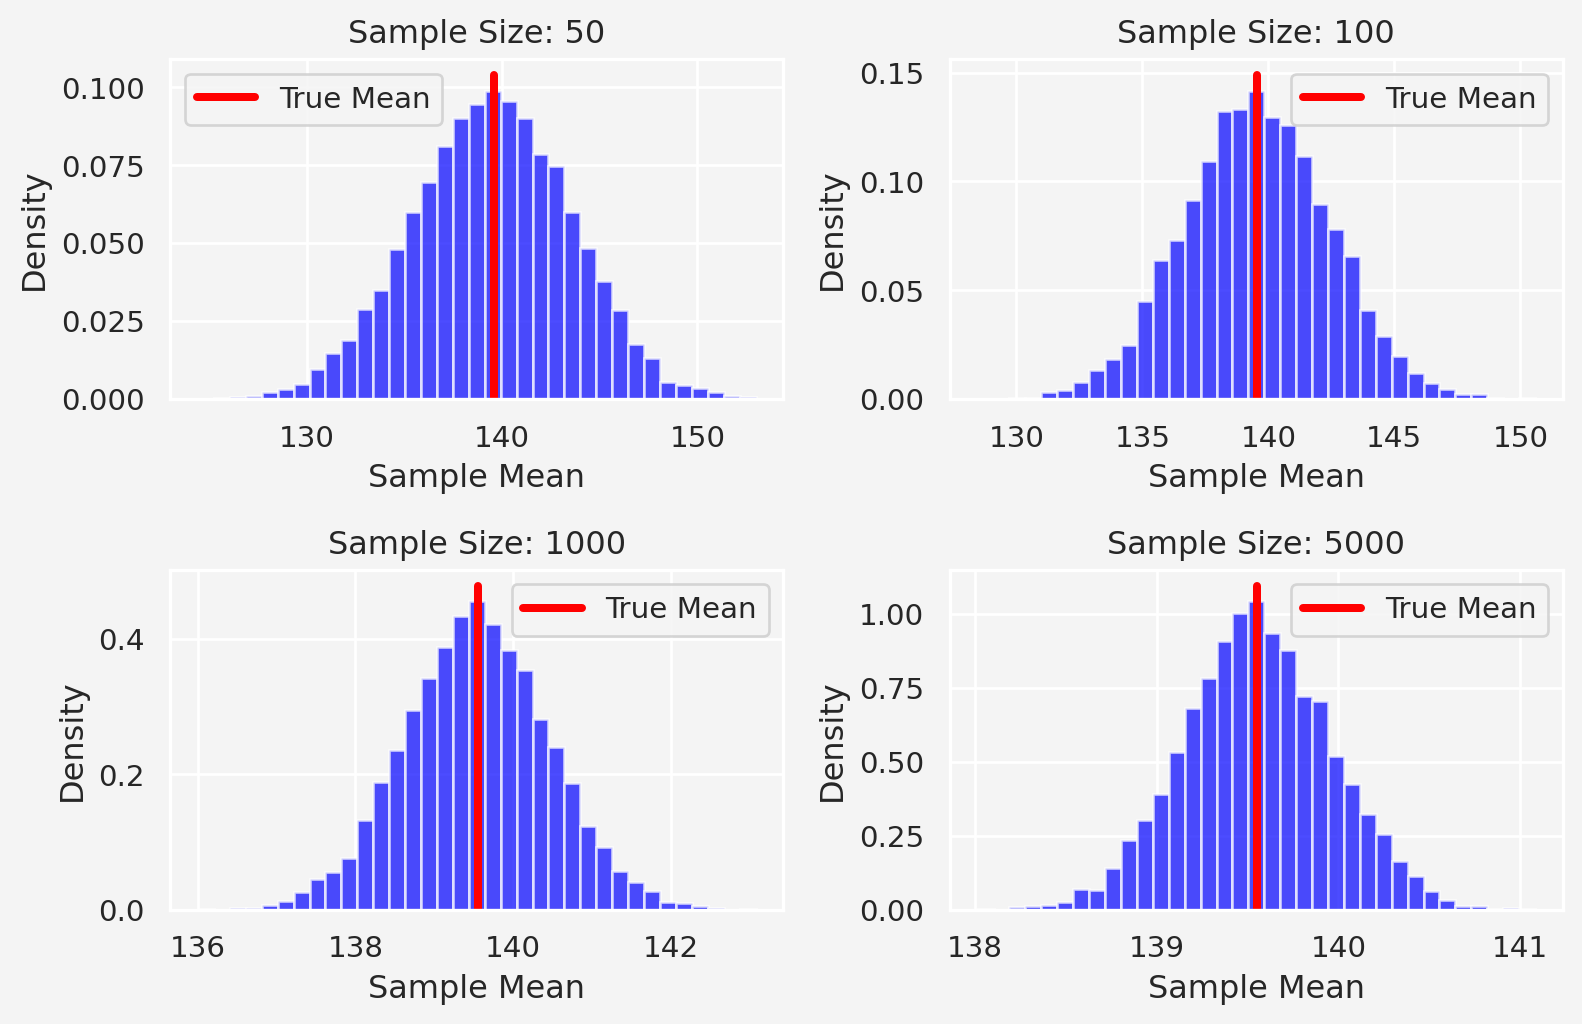 Sample Size: 50
True Mean
Density
0.100
0.075
0.050
0.025
0.000
130 140 150
Sample Mean
Sample Size: 100
True Mean
Density
0.15
0.10
0.05
0.00
130 135 140 145 150
Sample Mean
Sample Size: 1000
True Mean
Density
0.4
0.2
0.0
136 138 140 142
Sample Mean
Sample Size: 5000
True Mean
Density
1.00
0.75
0.50
0.25
0.00
138 139 140 141
Sample Mean